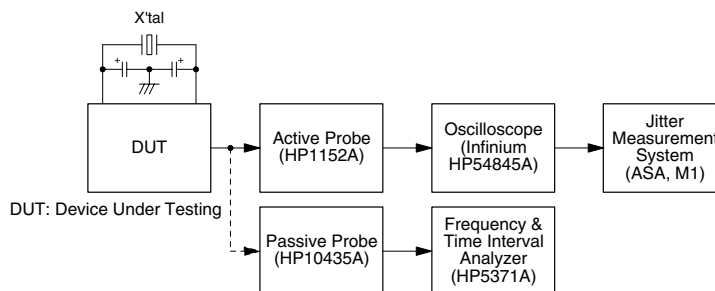 X'tal
+
+
DUT
Active Probe
(HP1152A)
Oscilloscope
(Infinium
HP54845A)
Jitter
Measurement
System
(ASA, M1)
DUT: Device Under Testing
Passive Probe
(HP10435A)
Frequency &
Time Interval
Analyzer
(HP5371A)